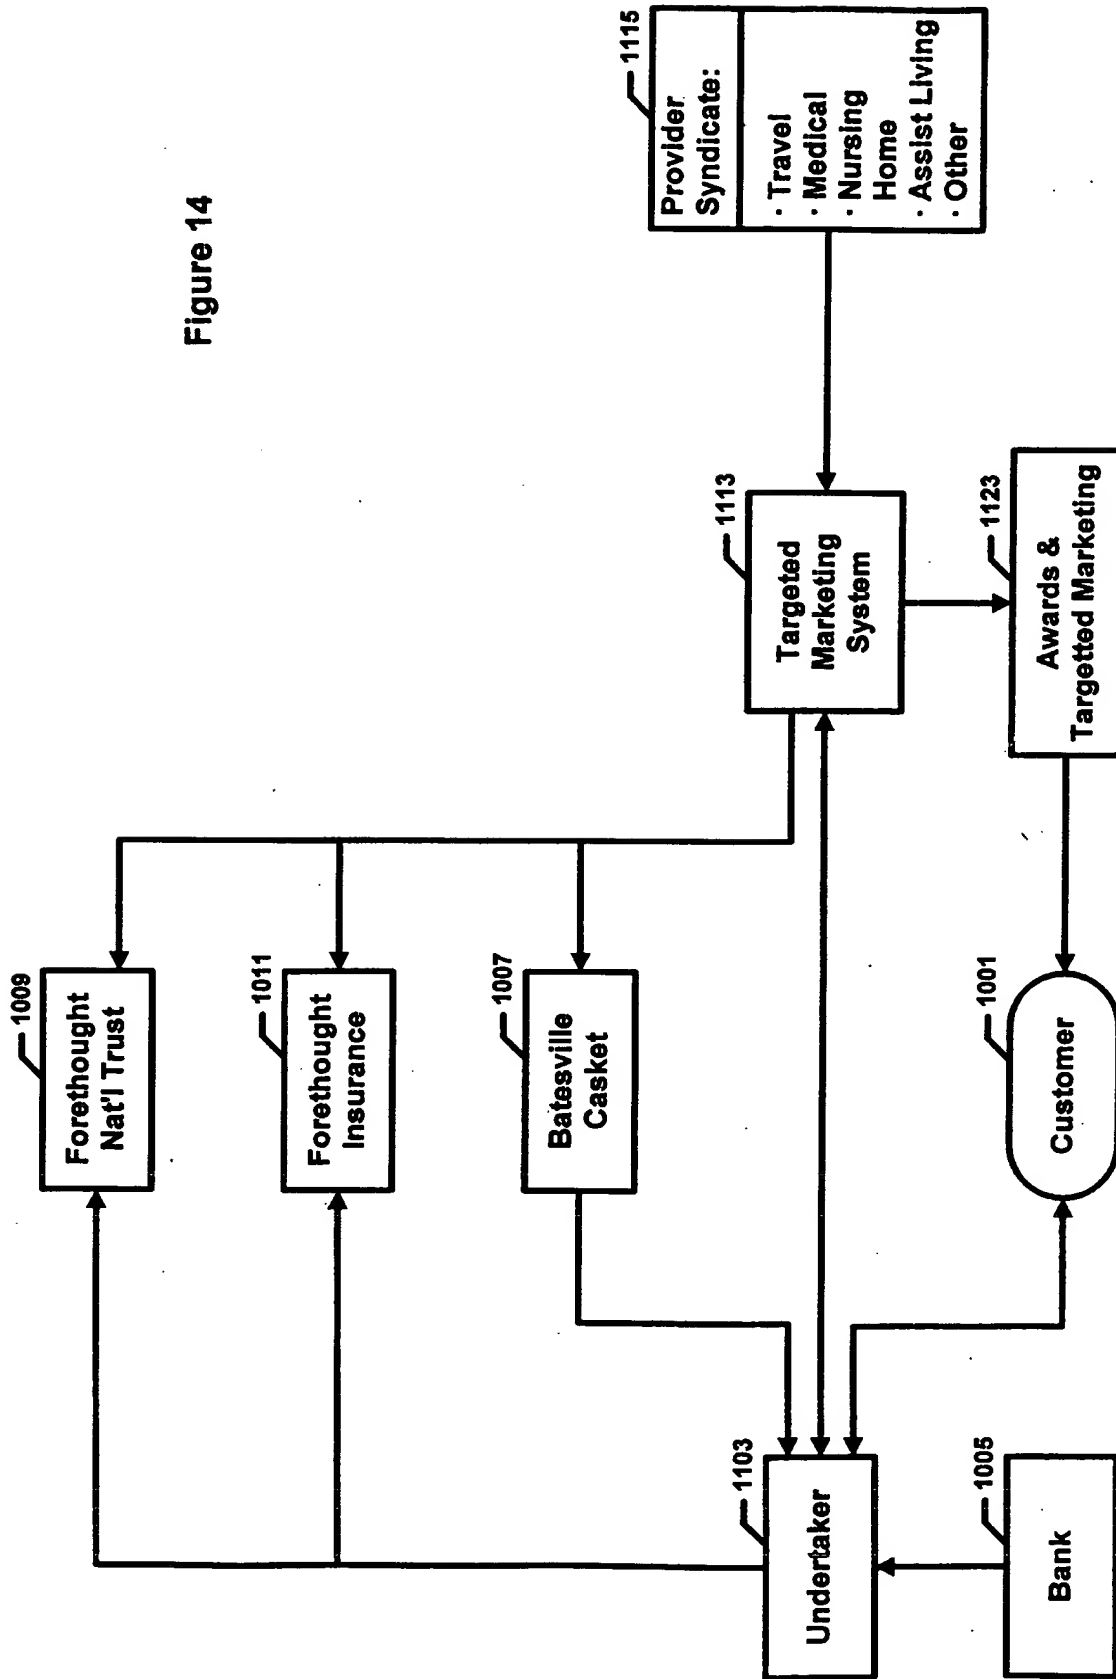 Figure 14
1009
Forethought
Nat'l Trust
1011
Forethought
Insurance
1007
Batesville
Casket
1115
Provider
Syndicate:
· Travel
· Medical
· Nursing
Home
· Assist Living
· Other
1113
Targeted
Marketing
System
1103
Undertaker
1123
Awards &
Targetted Marketing
1001
Customer
1005
Bank